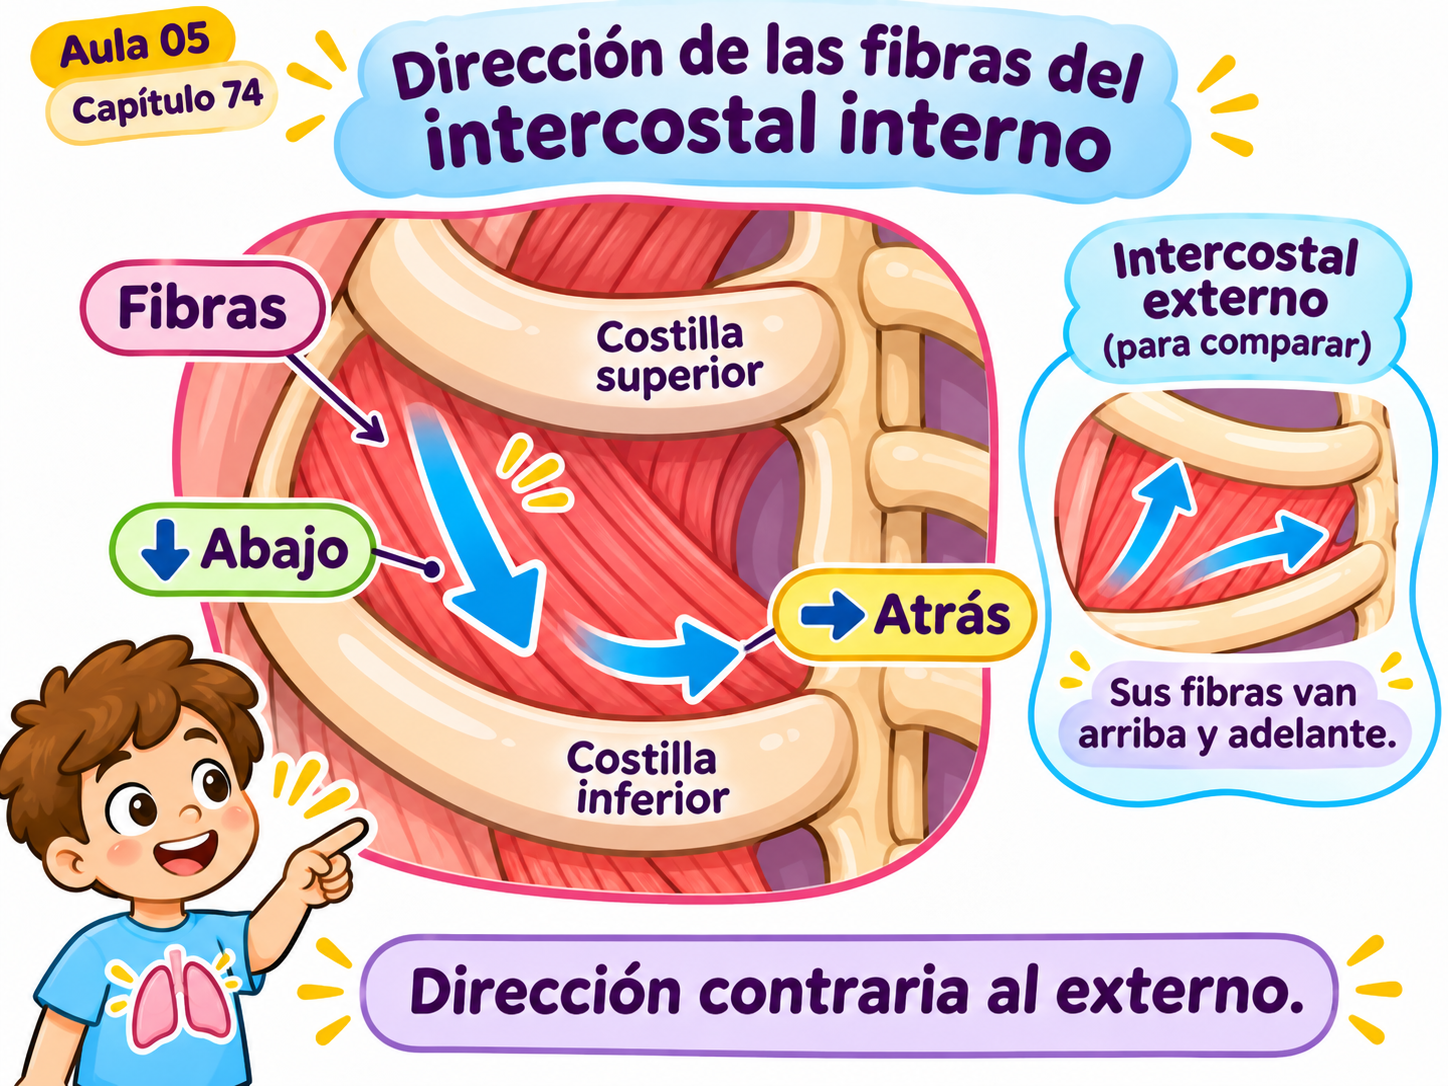 Aula 05
Capítulo 74
Dirección de las fibras del
intercostal interno
Fibras
Costilla
superior
Abajo
Atrás
Costilla
inferior
Intercostal
externo
(para comparar)
Sus fibras van
arriba y adelante.
Dirección contraria al externo.